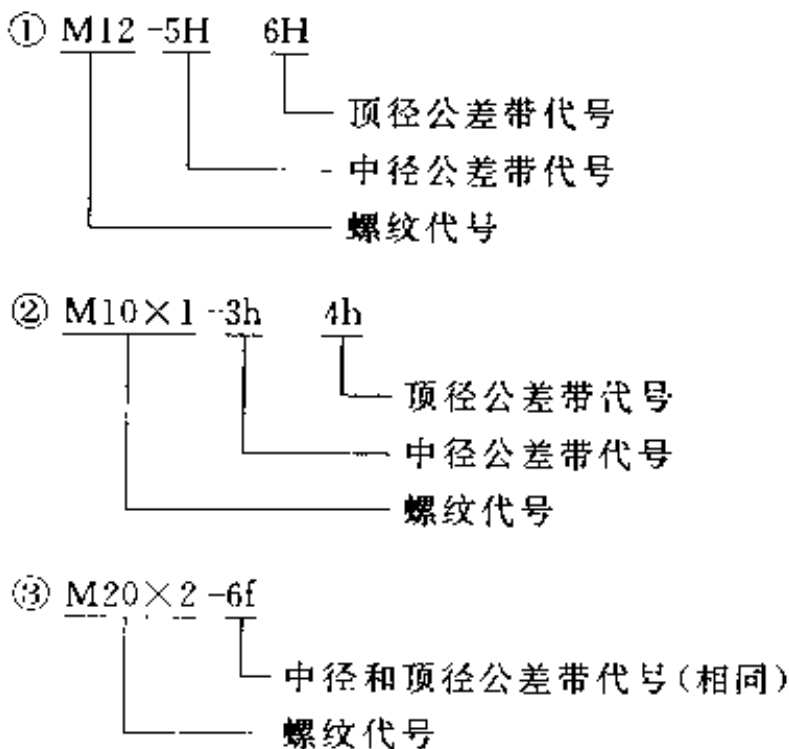 ① M12-5H 6H
顶径公差带代号
中径公差带代号
螺纹代号
② M10×1-3h 4h
顶径公差带代号
中径公差带代号
螺纹代号
③ M20×2-6f
中径和顶径公差带代号(相同)
螺纹代号